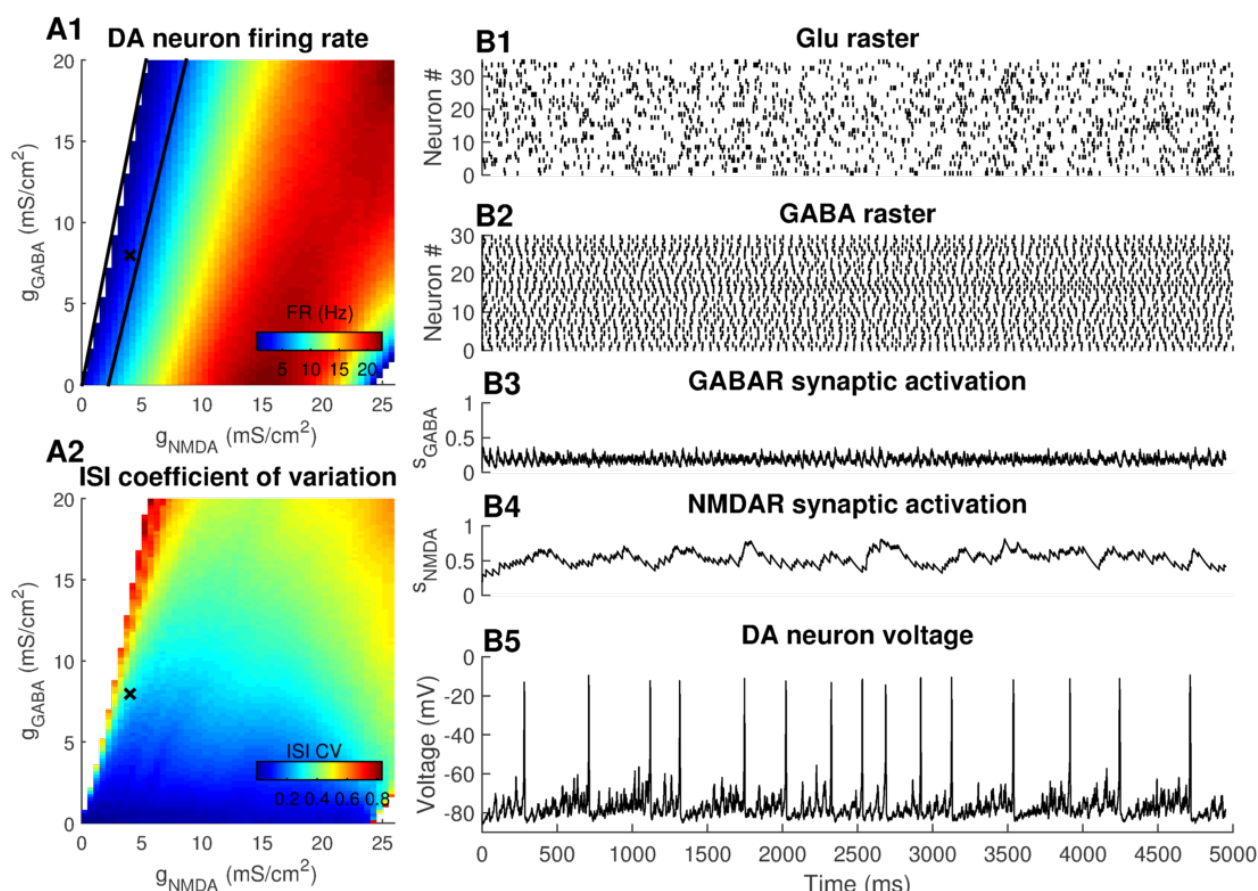 A1
DA neuron firing rate
20
15
10
5
0
g_GABA (mS/cm²)
FR (Hz)
5 10 15 20
0 5 10 15 20 25
g_NMDA (mS/cm²)
A2
ISI coefficient of variation
20
15
10
5
0
g_GABA (mS/cm²)
ISI CV
0.2 0.4 0.6 0.8
0 5 10 15 20 25
g_NMDA (mS/cm²)
B1
Glu raster
30
20
10
0
Neuron #
B2
GABA raster
30
20
10
0
Neuron #
B3
GABAR synaptic activation
1
0.5
0
s_GABA
B4
NMDAR synaptic activation
1
0.5
0
s_NMDA
B5
DA neuron voltage
0
-20
-40
-60
-80
Voltage (mV)
0 500 1000 1500 2000 2500 3000 3500 4000 4500 5000
Time (ms)